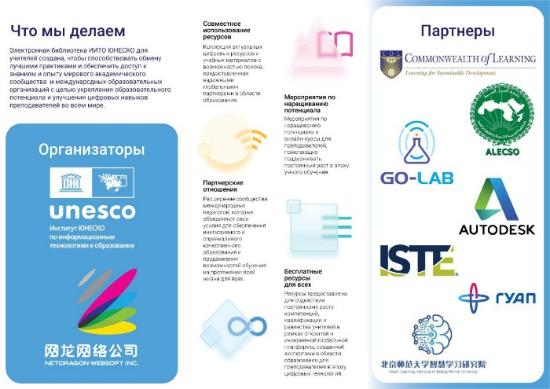 Что мы делаем
Электронная библиотека ИИТО ЮНЕСКО для
учителей создана, чтобы способствовать обмену
лучшими практиками и обеспечить доступ к
знаниям и опыту мирового академического
сообщества и международных образовательных
организаций с целью укрепления образовательного
потенциала и улучшении цифровых навыков
преподавателей во всем мире.
Организаторы
unesco
Институт ЮНЕСКО
по информационным
технологиям в образовании
网龙网络公司
NETDRAGON WEBSOFT INC.
Совместное
использование
ресурсов
Коллекция актуальных
цифровых ресурсов и
учебных материалов с
возможностью поиска,
предоставленная
надежными
глобальными
партнерами в области
образования.
Мероприятия по
наращиванию
потенциала
Мероприятия по
наращиванию
потенциала и
онлайн-курсы для
преподавателей,
помогающие
поддерживать
постоянный рост в эпоху
умного обучения.
Партнерские
отношения
Расширение сообщества
международных
педагогов, которые
объединяют свои
усилия для обеспечения
инклюзивного и
справедливого
качественного
образования и
продвижения
возможностей обучения
на протяжении всей
жизни для всех.
Бесплатные
ресурсы
для всех
Ресурсы предоставлены
для содействия
постоянному росту
компетенций,
квалификации и
равенства учителей в
рамках открытой и
инклюзивной глобальной
платформы, созданной
экспертами в области
образования для
преподавателей в эпоху
цифровых технологий.
Партнеры
COL
COMMONWEALTH OF LEARNING
Learning for Sustainable Development
ALECSO
GO-LAB
AUTODESK
ISTE
ГУАП
北京师范大学智慧学习研究院
Smart Learning Institute of Beijing Normal University